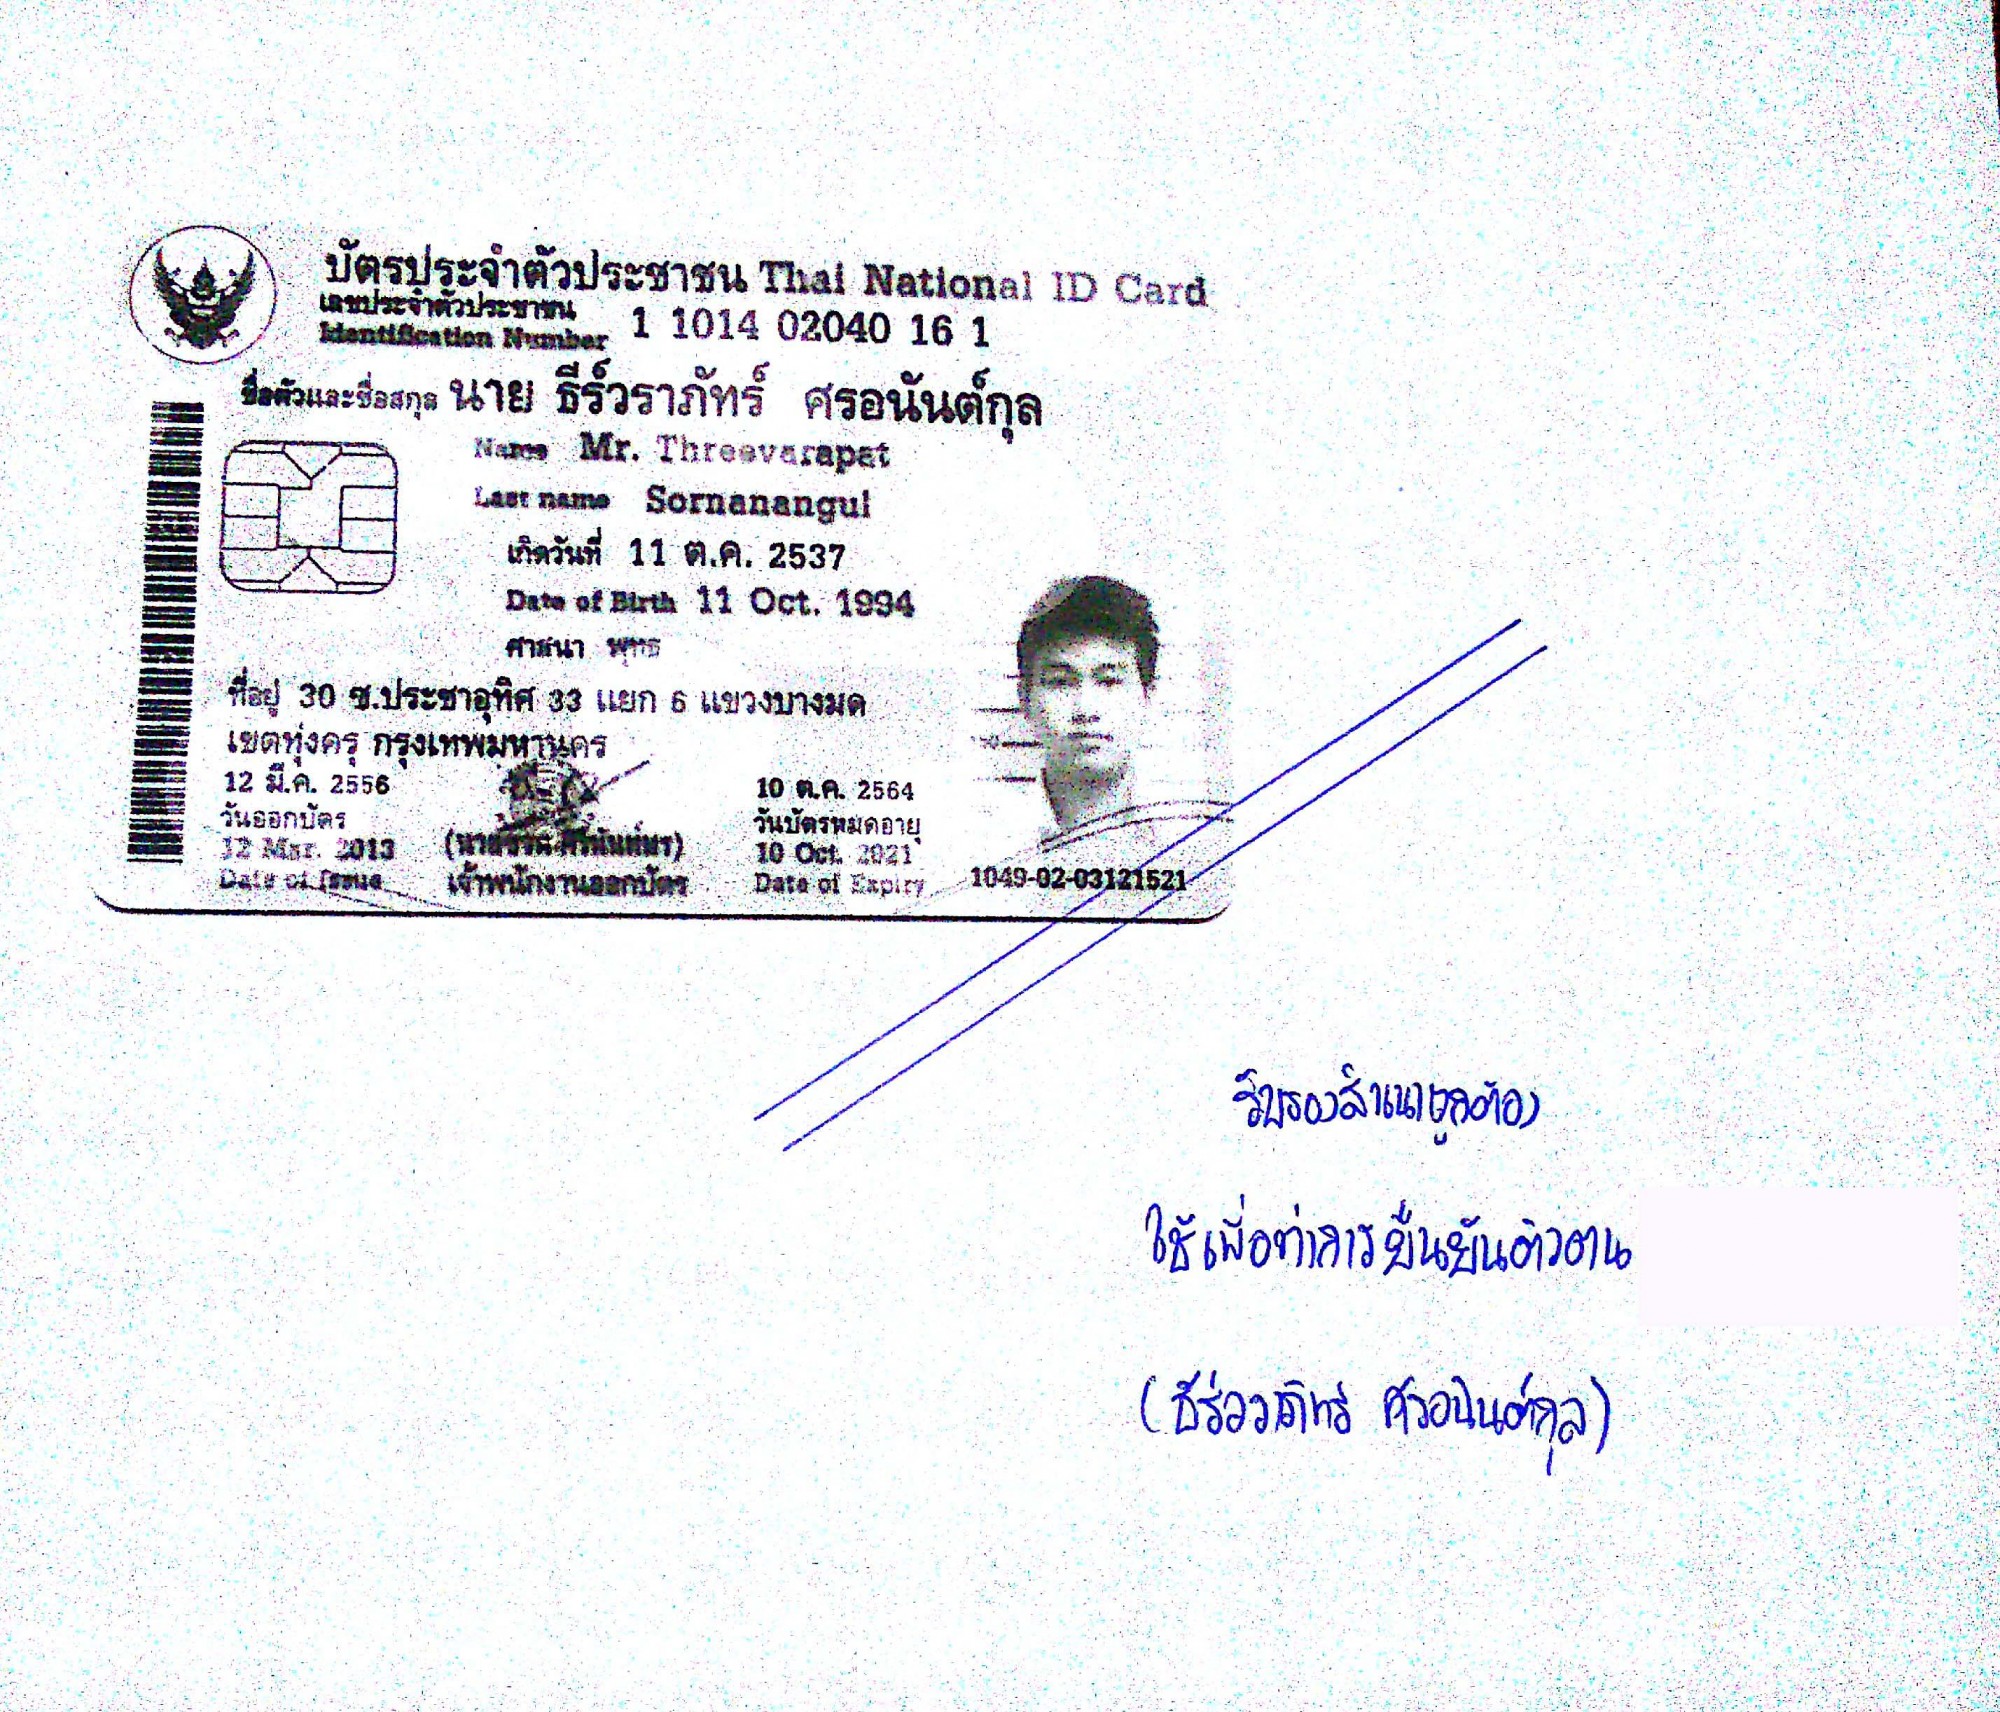 บัตรประจำตัวประชาชน Thai National ID Card
เลขประจำตัวประชาชน
Identification Number 1 1014 02040 16 1
ชื่อตัวและชื่อสกุล นาย ธีร์วราภัทร์ ศรอนันต์กุล
Name Mr. Threevarapat
Last name Sornanangul
เกิดวันที่ 11 ต.ค. 2537
Date of Birth 11 Oct. 1994
ศาสนา พุทธ
ที่อยู่ 30 ซ.ประชาอุทิศ 33 แยก 6 แขวงบางมด
เขตทุ่งครุ กรุงเทพมหานคร
12 มี.ค. 2556
วันออกบัตร
12 Mar. 2013
Date of Issue
เจ้าพนักงานออกบัตร
10 ต.ค. 2564
วันบัตรหมดอายุ
10 Oct. 2021
Date of Expiry
1049-02-03121521
รับรองสำเนาถูกต้อง
ใช้เพื่อทำการยืนยันตัวตน
(ธีร์วราภัทร์ ศรอนันต์กุล)